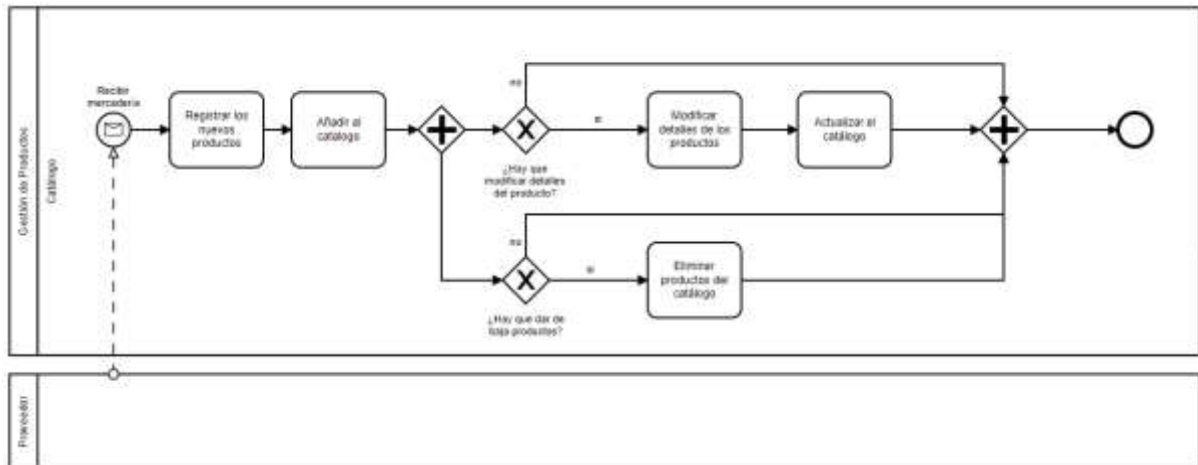 Gestión de Productos
Catálogo
Recibir
mercadería
Registrar los
nuevos
productos
Añadir al
catalogo
no
¿Hay que
modificar detalles
del producto?
si
Modificar
detalles de los
productos
Actualizar el
catálogo
no
¿Hay que dar de
baja productos?
si
Eliminar
productos del
catálogo
Proveedor